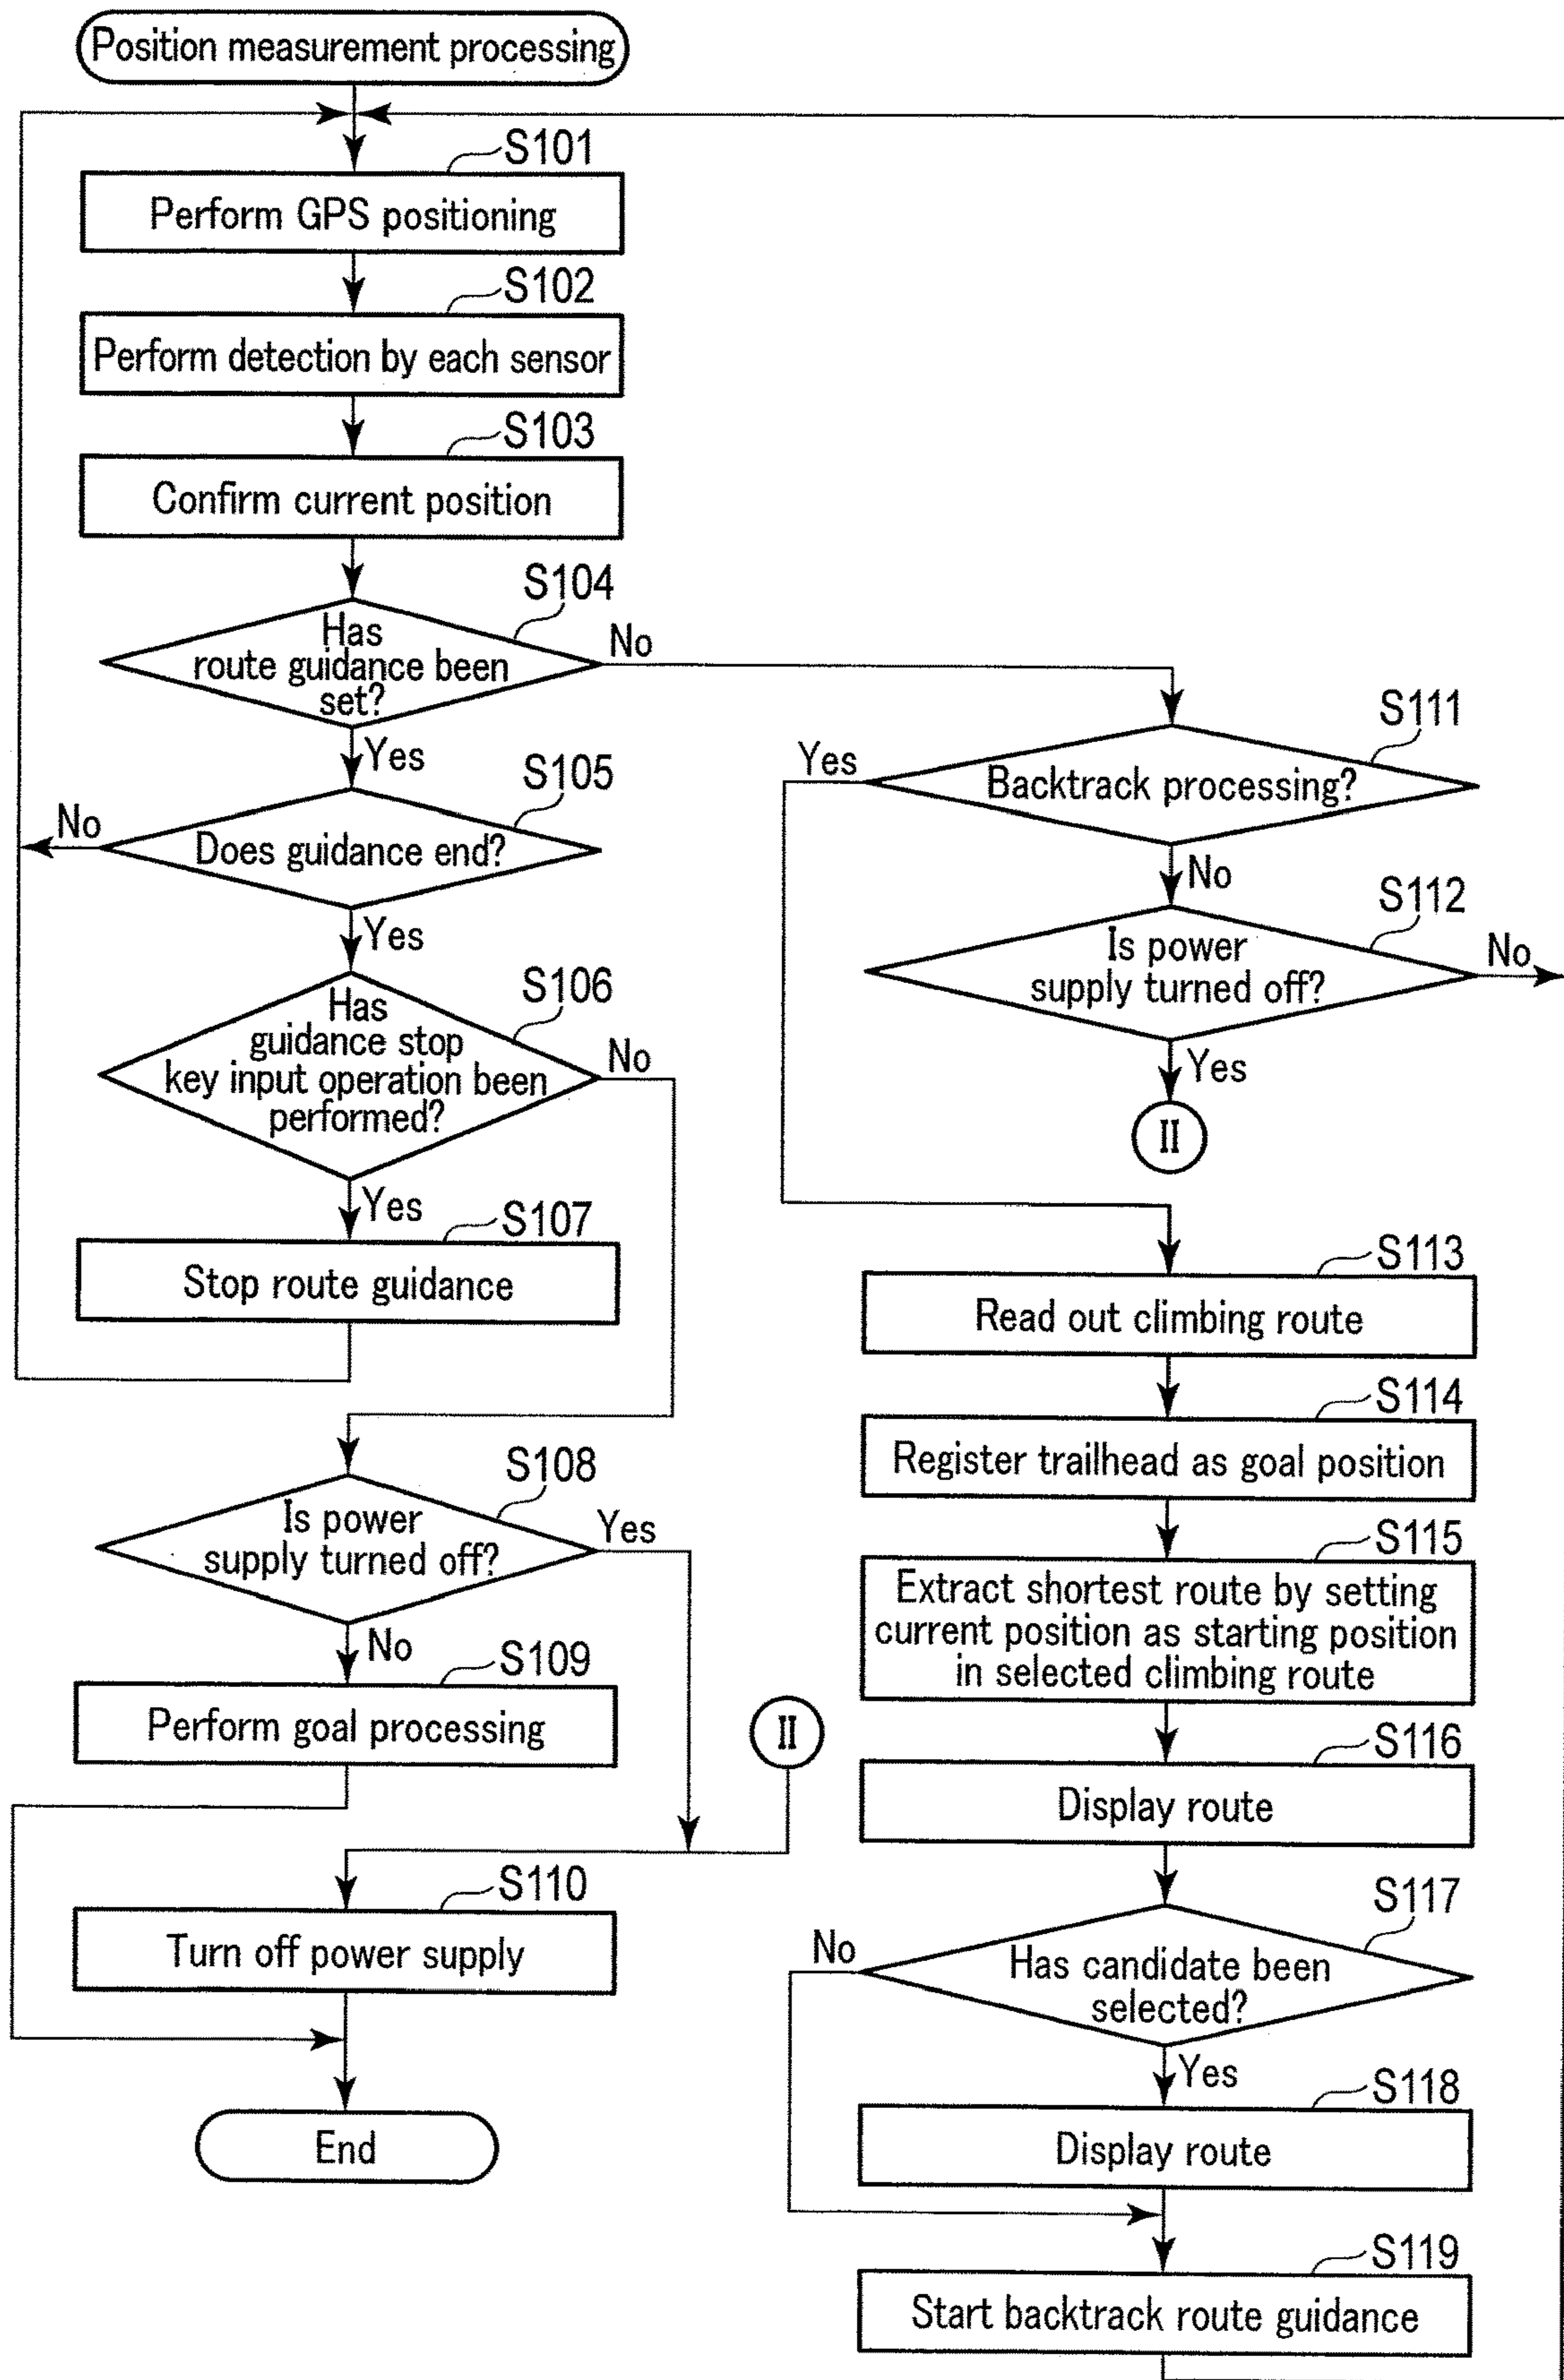 Position measurement processing
S101
Perform GPS positioning
S102
Perform detection by each sensor
S103
Confirm current position
S104
Has
route guidance been
set?
No
Yes
S105
Does guidance end?
No
Yes
S106
Has
guidance stop
key input operation been
performed?
No
Yes
S107
Stop route guidance
S108
Is power
supply turned off?
Yes
No
S109
Perform goal processing
II
S110
Turn off power supply
End
S111
Backtrack processing?
Yes
No
S112
Is power
supply turned off?
No
Yes
II
S113
Read out climbing route
S114
Register trailhead as goal position
S115
Extract shortest route by setting
current position as starting position
in selected climbing route
S116
Display route
S117
Has candidate been
selected?
No
Yes
S118
Display route
S119
Start backtrack route guidance